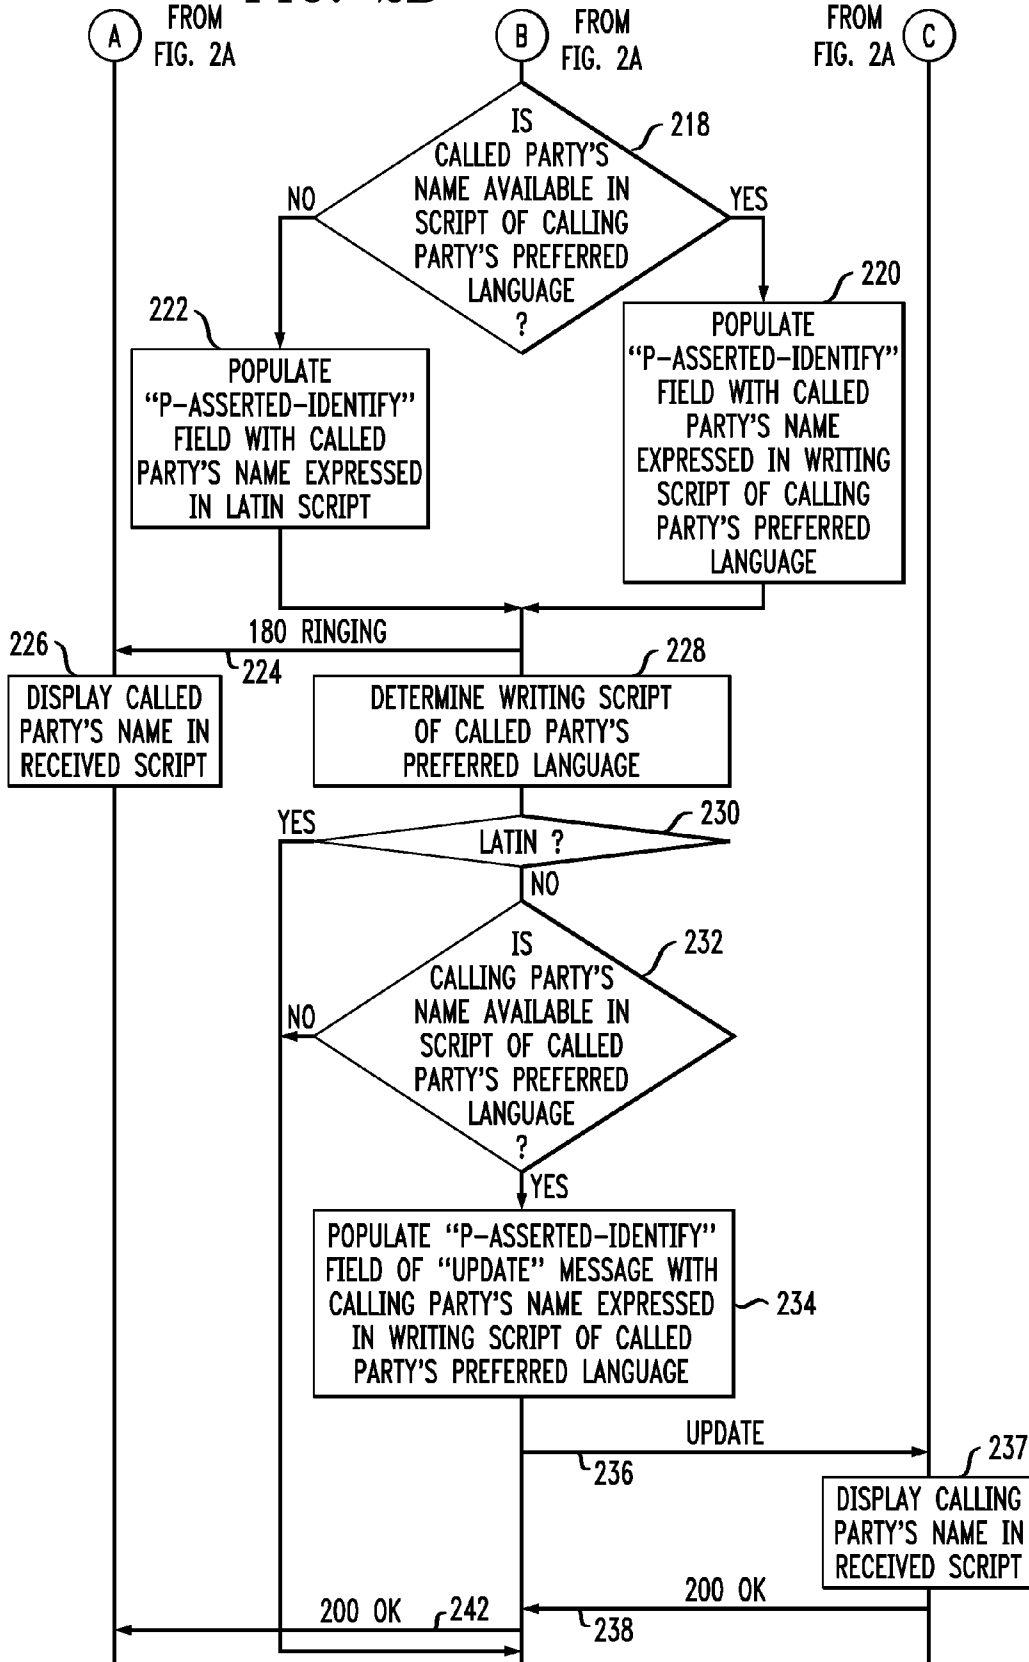 A
FROM
FIG. 2A
B
FROM
FIG. 2A
FROM
FIG. 2A
C
IS
CALLED PARTY'S
NAME AVAILABLE IN
SCRIPT OF CALLING
PARTY'S PREFERRED
LANGUAGE
?
218
NO
YES
222
POPULATE
“P-ASSERTED-IDENTIFY”
FIELD WITH CALLED
PARTY'S NAME EXPRESSED
IN LATIN SCRIPT
220
POPULATE
“P-ASSERTED-IDENTIFY”
FIELD WITH CALLED
PARTY'S NAME
EXPRESSED IN WRITING
SCRIPT OF CALLING
PARTY'S PREFERRED
LANGUAGE
180 RINGING
224
226
DISPLAY CALLED
PARTY'S NAME IN
RECEIVED SCRIPT
228
DETERMINE WRITING SCRIPT
OF CALLED PARTY'S
PREFERRED LANGUAGE
230
YES
LATIN ?
NO
232
IS
CALLING PARTY'S
NAME AVAILABLE IN
SCRIPT OF CALLED
PARTY'S PREFERRED
LANGUAGE
?
NO
YES
POPULATE “P-ASSERTED-IDENTIFY”
FIELD OF “UPDATE” MESSAGE WITH
CALLING PARTY'S NAME EXPRESSED
IN WRITING SCRIPT OF CALLED
PARTY'S PREFERRED LANGUAGE
234
UPDATE
236
237
DISPLAY CALLING
PARTY'S NAME IN
RECEIVED SCRIPT
200 OK
238
200 OK
242